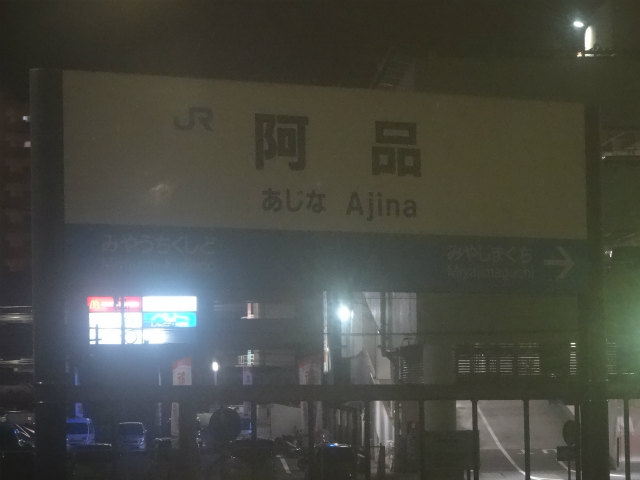 JR 阿品
あじな Ajina
みやうちくしど みやじまぐち
Miyajimaguchi